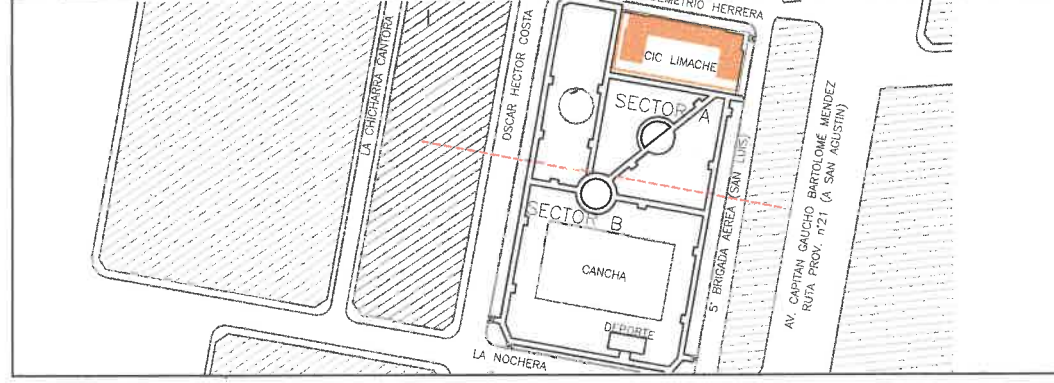 DEMETRIO HERRERA
CIC LIMACHE
LA CHICHARRA CANTORA
OSCAR HECTOR COSTA
SECTOR A
SECTOR B
CANCHA
DEPORTE
LA NOCHERA
5° BRIGADA AEREA (SAN LUIS)
AV. CAPITAN GAUCHO BARTOLOMÉ MENDEZ
RUTA PROV. n°21 (A SAN AGUSTIN)